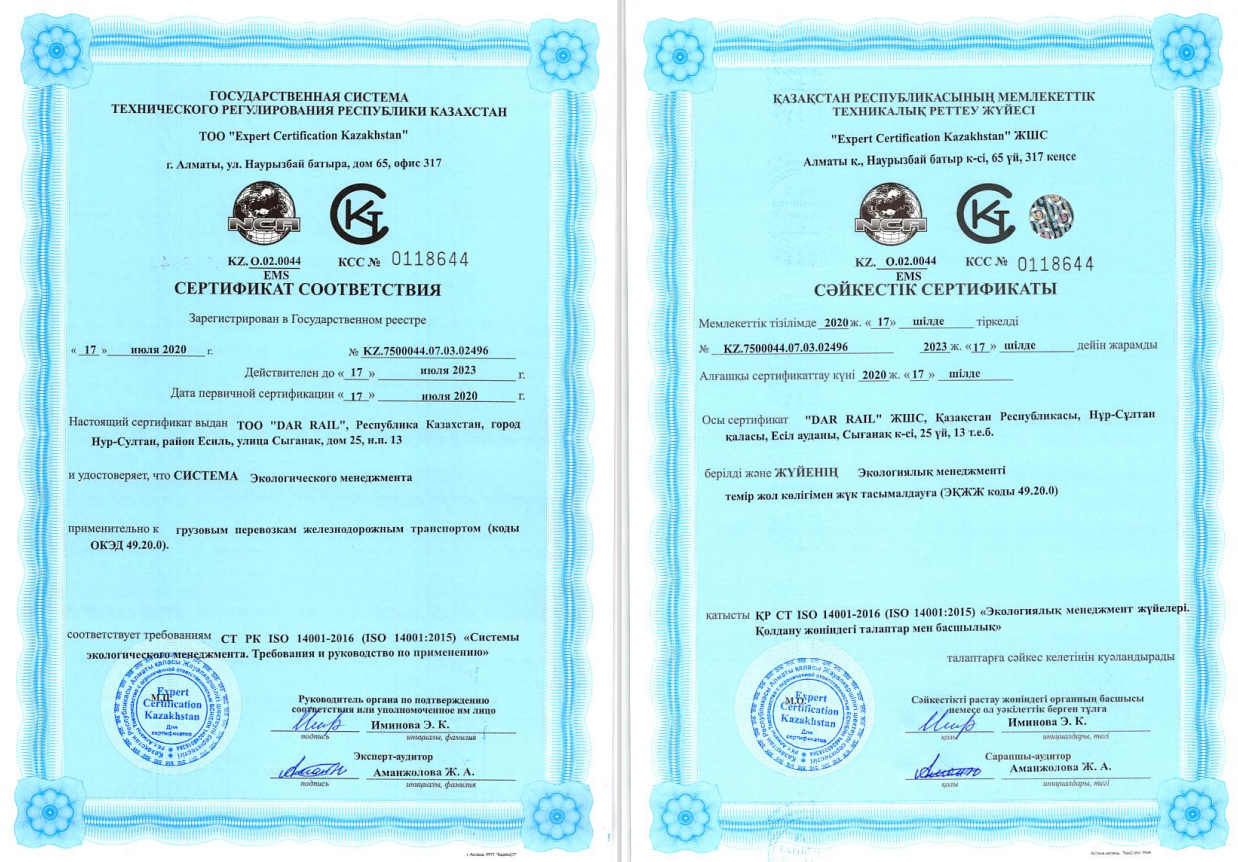 ГОСУДАРСТВЕННАЯ СИСТЕМА
ТЕХНИЧЕСКОГО РЕГУЛИРОВАНИЯ РЕСПУБЛИКИ КАЗАХСТАН
ТОО "Expert Certification Kazakhstan"
г. Алматы, ул. Наурызбай батыра, дом 65, офис 317
NCA
KZ. О.02.0044 КСС № 0118644
EMS
СЕРТИФИКАТ СООТВЕТСТВИЯ
Зарегистрирован в Государственном реестре
« 17 » июля 2020 г. № KZ.7500044.07.03.02496
Действителен до « 17 » июля 2023 г.
Дата первичной сертификации « 17 » июля 2020 г.
Настоящий сертификат выдан ТОО "DAR RAIL", Республика Казахстан, город
Нур-Султан, район Есиль, улица Сыганак, дом 25, н.п. 13
и удостоверяет, что СИСТЕМА Экологического менеджмента
применительно к грузовым перевозкам железнодорожным транспортом (коды
ОКЭД 49.20.0).
соответствует требованиям СТ РК ISO 14001-2016 (ISO 14001:2015) «Системы
экологического менеджмента. Требования и руководство по применению»
М.П.
Expert
Certification
Kazakhstan
Для
сертификатов
Руководитель органа по подтверждению
соответствия или уполномоченное им лицо
Иминова Э. К.
подпись инициалы, фамилия
Эксперт-аудитор
Аманжолова Ж. А.
подпись инициалы, фамилия
ҚАЗАҚСТАН РЕСПУБЛИКАСЫНЫҢ МЕМЛЕКЕТТІК
ТЕХНИКАЛЫҚ РЕТТЕУ ЖҮЙЕСІ
"Expert Certification Kazakhstan" ЖШС
Алматы қ., Наурызбай батыр к-сі, 65 үй, 317 кеңсе
NCA
KZ. О.02.0044 КСС № 0118644
EMS
СӘЙКЕСТІК СЕРТИФИКАТЫ
Мемлекеттік тізілімде 2020 ж. « 17» шілде тіркелді
№ KZ.7500044.07.03.02496 2023 ж. «17 » шілде дейін жарамды
Алғашқы сертификаттау күні 2020 ж. «17 » шілде
Осы сертификат "DAR RAIL" ЖШС, Қазақстан Республикасы, Нұр-Сұлтан
қаласы, Есіл ауданы, Сығанақ к-сі, 25 үй, 13 т.е.б.
берілді және ЖҮЙЕНІҢ Экологиялық менеджменті
темір жол көлігімен жүк тасымалдауға (ЭҚЖЖ коды 49.20.0)
қатысты ҚР СТ ISO 14001-2016 (ISO 14001:2015) «Экологиялық менеджмент жүйелері.
Қолдану жөніндегі талаптар мен басшылық»
талаптарға сәйкес келетінін куәландырады
М.О.
Expert
Certification
Kazakhstan
Для
сертификатов
Сәйкестікті растау жөніндегі органның басшысы
немесе ол уәкілеттік берген тұлға
Иминова Э. К.
қолы инициалдары, тегі
Сарапшы-аудитор
Аманжолова Ж. А.
қолы инициалдары, тегі